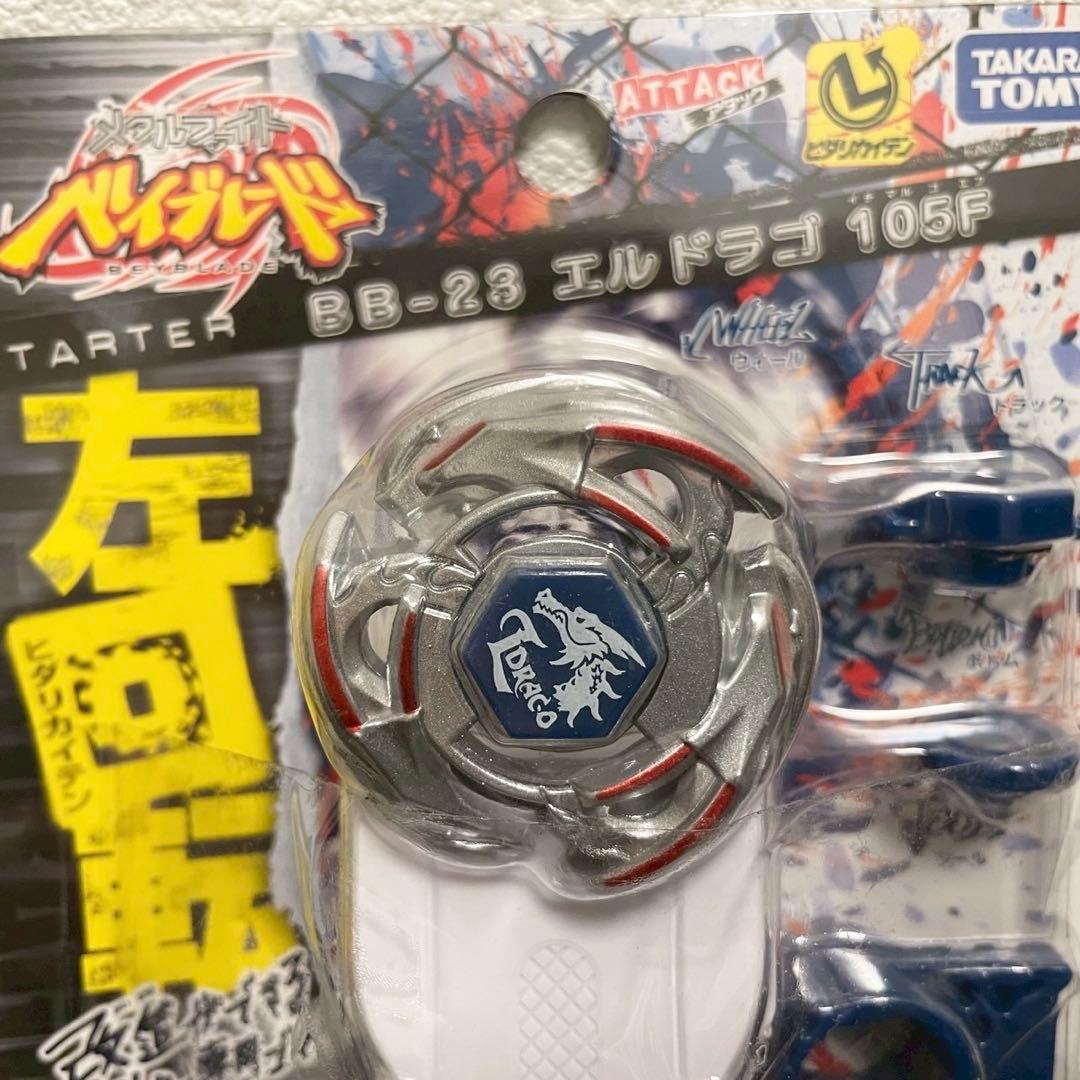 メタルファイト
ベイブレード
BEYBLADE
ATTACK
アタック
ヒダリカイテン
TAKARA
TOMY
TARTER
BB-23 エルドラゴ 105F
WHEEL
ウィール
TRACK
トラック
左回転
ヒダリカイテン
LDRAGO
BOTTOM
ボトム
改造